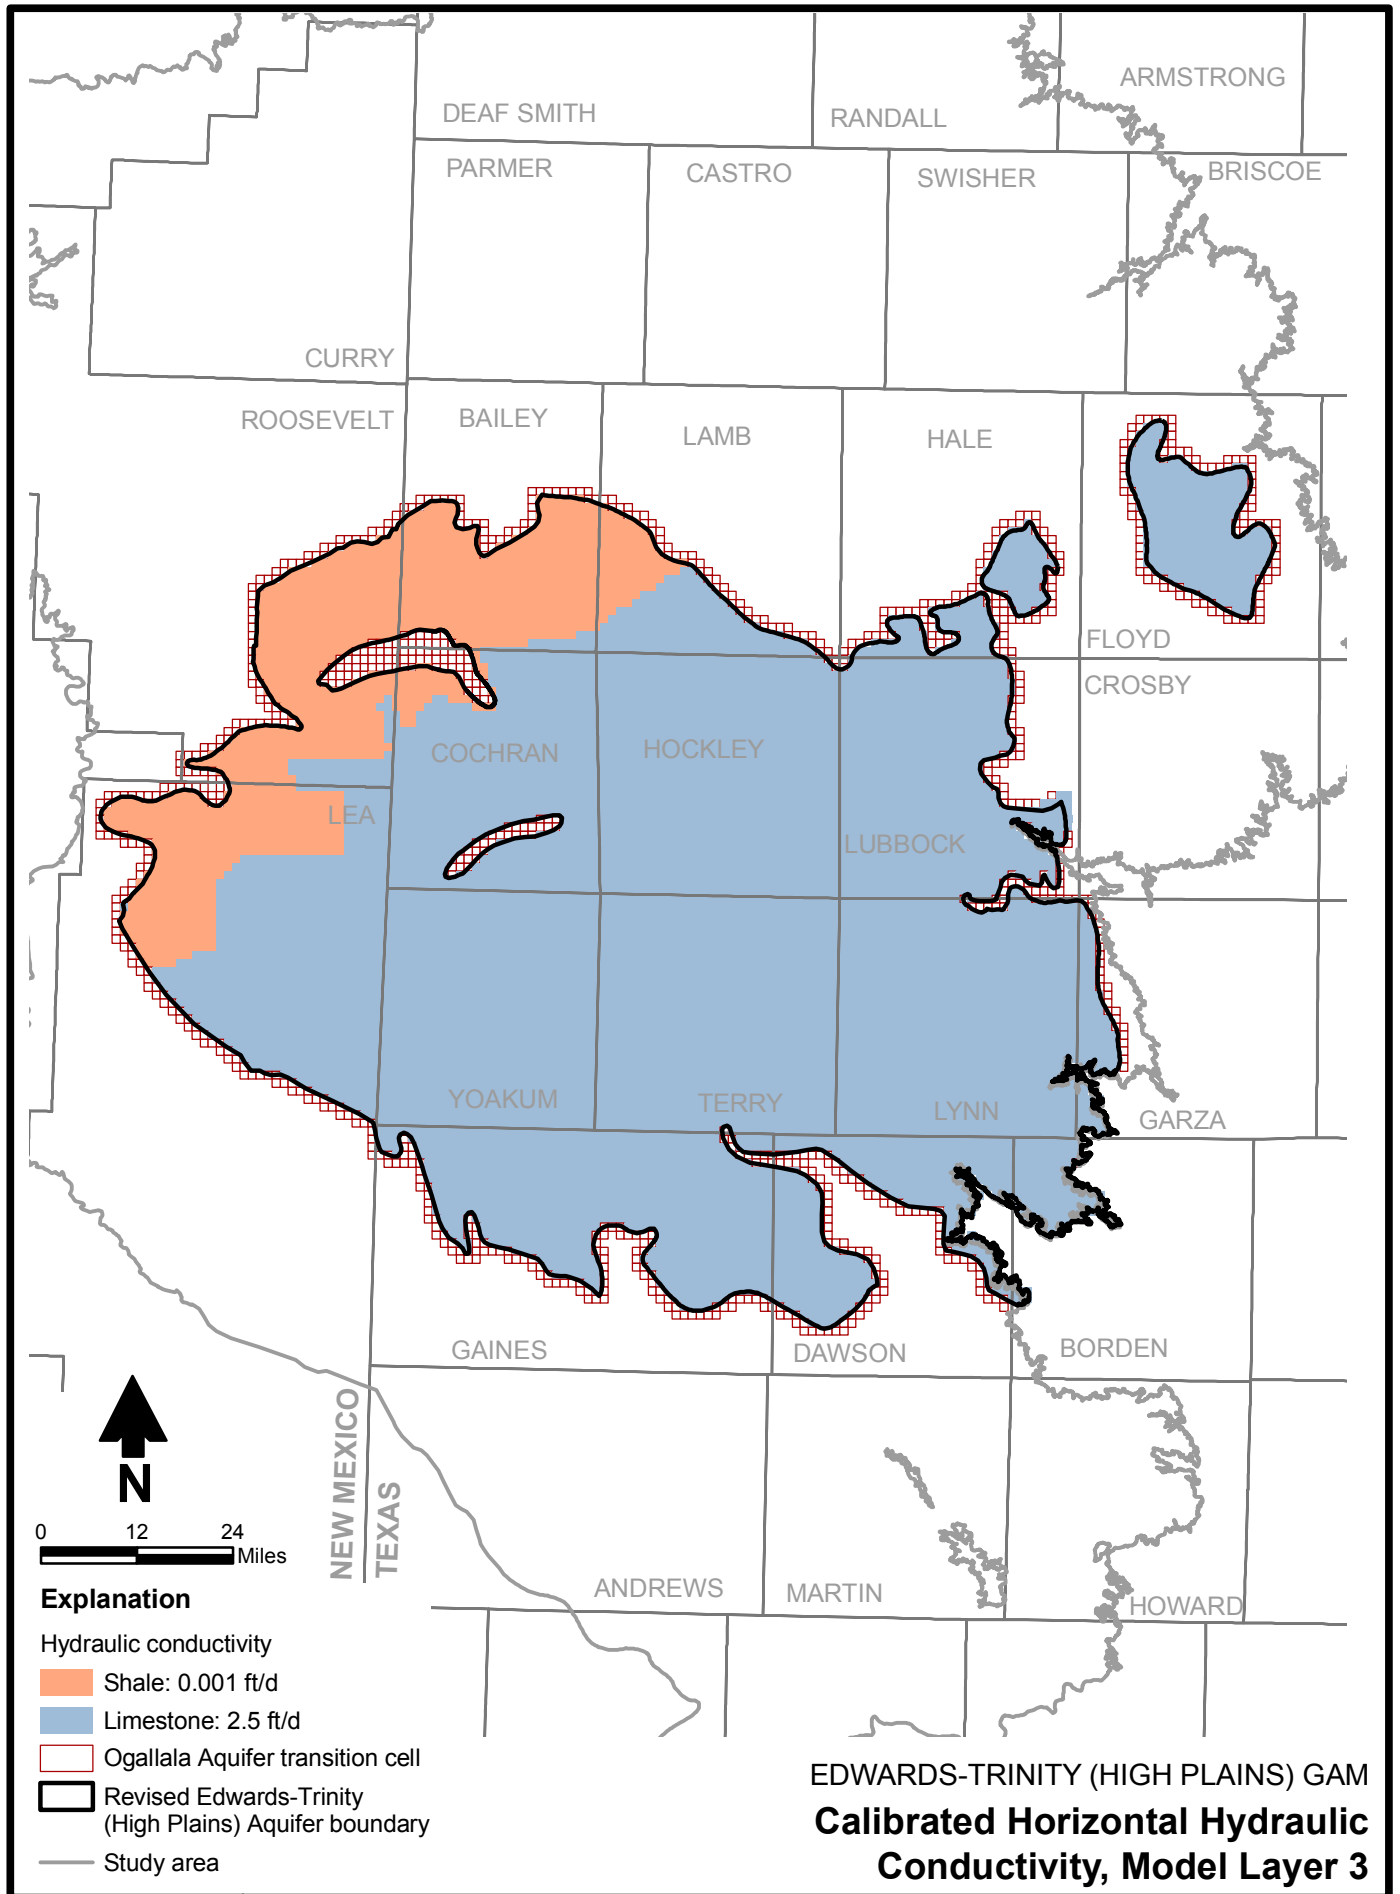 ARMSTRONG
DEAF SMITH
RANDALL
PARMER
CASTRO
SWISHER
BRISCOE
CURRY
ROOSEVELT
BAILEY
LAMB
HALE
FLOYD
CROSBY
COCHRAN
HOCKLEY
LEA
LUBBOCK
YOAKUM
TERRY
LYNN
GARZA
GAINES
DAWSON
BORDEN
NEW MEXICO
TEXAS
ANDREWS
MARTIN
HOWARD
N
0 12 24
Miles
Explanation
Hydraulic conductivity
Shale: 0.001 ft/d
Limestone: 2.5 ft/d
Ogallala Aquifer transition cell
Revised Edwards-Trinity
(High Plains) Aquifer boundary
Study area
EDWARDS-TRINITY (HIGH PLAINS) GAM
Calibrated Horizontal Hydraulic
Conductivity, Model Layer 3